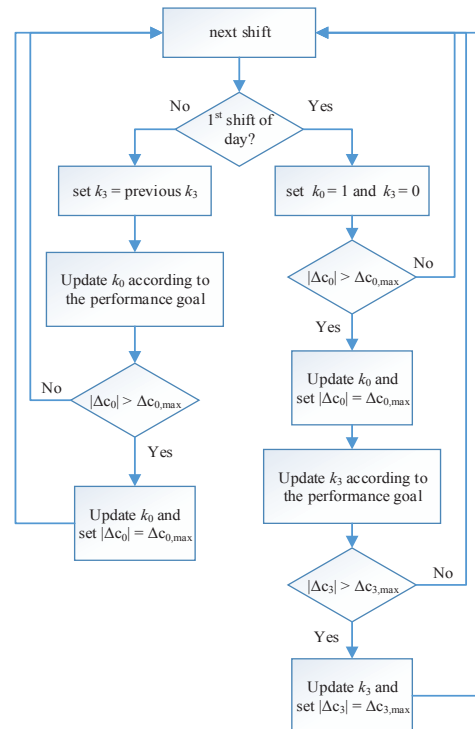 next shift
No
Yes
1st shift of
day?
set k3 = previous k3
set k0 = 1 and k3 = 0
Update k0 according to
the performance goal
|Δc0| > Δc0,max
No
Yes
Update k0 and
set |Δc0| = Δc0,max
No
|Δc0| > Δc0,max
Yes
Update k0 and
set |Δc0| = Δc0,max
Update k3 according to
the performance goal
No
|Δc3| > Δc3,max
Yes
Update k3 and
set |Δc3| = Δc3,max